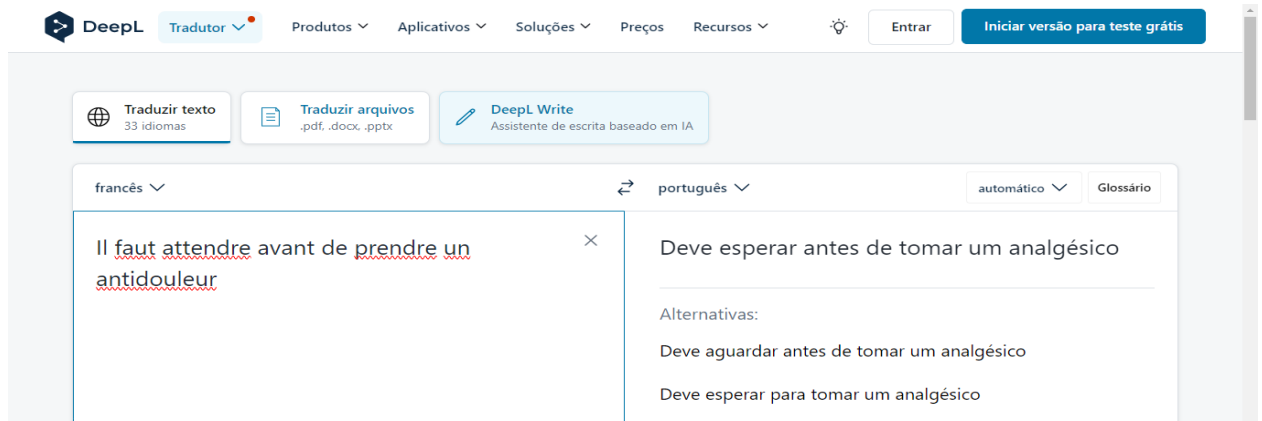 DeepL Tradutor Produtos Aplicativos Soluções Preços Recursos Entrar Iniciar versão para teste grátis
Traduzir texto
33 idiomas
Traduzir arquivos
.pdf, .docx, .pptx
DeepL Write
Assistente de escrita baseado em IA
francês português automático Glossário
Il faut attendre avant de prendre un
antidouleur
Deve esperar antes de tomar um analgésico
Alternativas:
Deve aguardar antes de tomar um analgésico
Deve esperar para tomar um analgésico